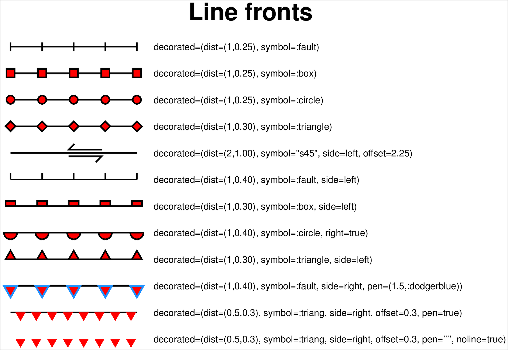 Line fronts
decorated=(dist=(1,0.25), symbol=:fault)
decorated=(dist=(1,0.25), symbol=:box)
decorated=(dist=(1,0.25), symbol=:circle)
decorated=(dist=(1,0.30), symbol=:triangle)
decorated=(dist=(2,1.00), symbol="s45", side=left, offset=2.25)
decorated=(dist=(1,0.40), symbol=:fault, side=left)
decorated=(dist=(1,0.30), symbol=:box, side=left)
decorated=(dist=(1,0.40), symbol=:circle, right=true)
decorated=(dist=(1,0.30), symbol=:triangle, side=left)
decorated=(dist=(1,0.40), symbol=:fault, side=right, pen=(1.5,:dodgerblue))
decorated=(dist=(0.5,0.3), symbol=:triang, side=right, offset=0.3, pen=true)
decorated=(dist=(0.5,0.3), symbol=:triang, side=right, offset=0.3, pen="", noline=true)